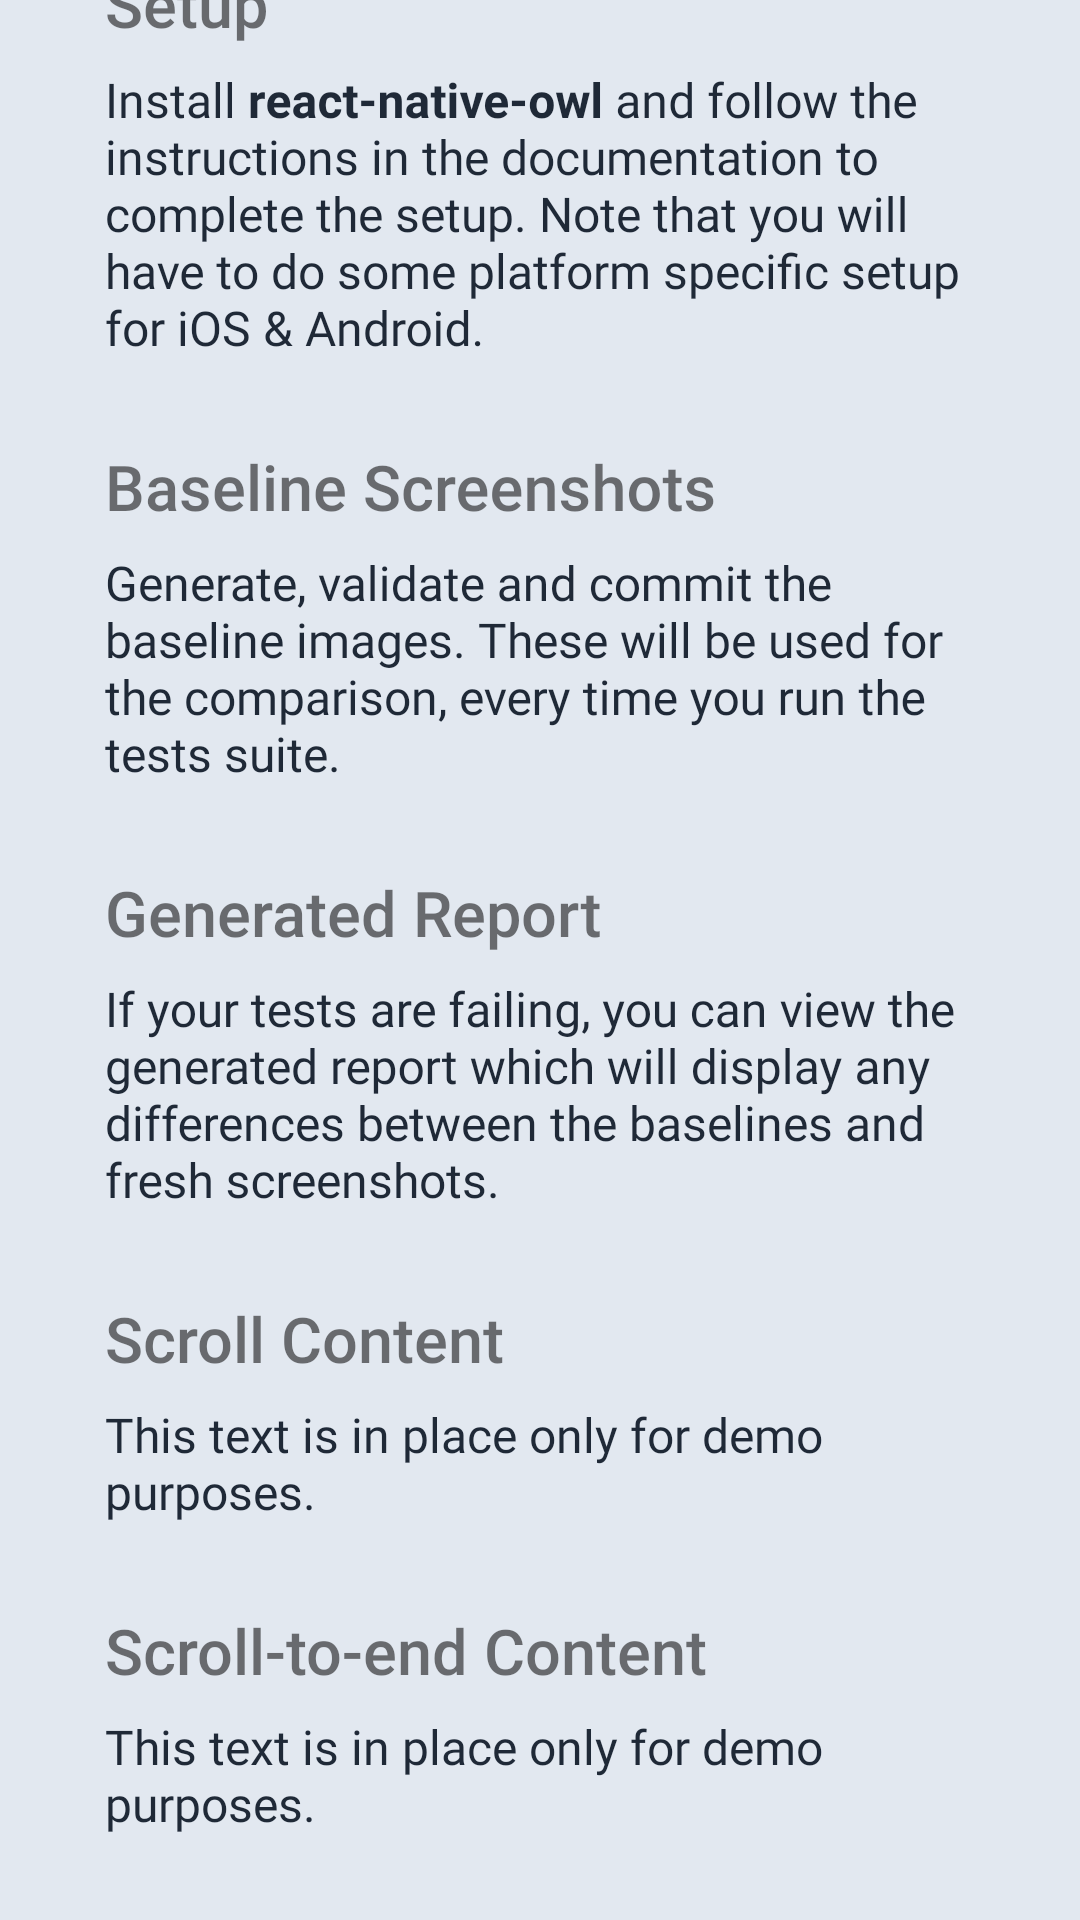 Setup
Install react-native-owl and follow the
instructions in the documentation to
complete the setup. Note that you will
have to do some platform specific setup
for iOS & Android.
Baseline Screenshots
Generate, validate and commit the
baseline images. These will be used for
the comparison, every time you run the
tests suite.
Generated Report
If your tests are failing, you can view the
generated report which will display any
differences between the baselines and
fresh screenshots.
Scroll Content
This text is in place only for demo
purposes.
Scroll-to-end Content
This text is in place only for demo
purposes.